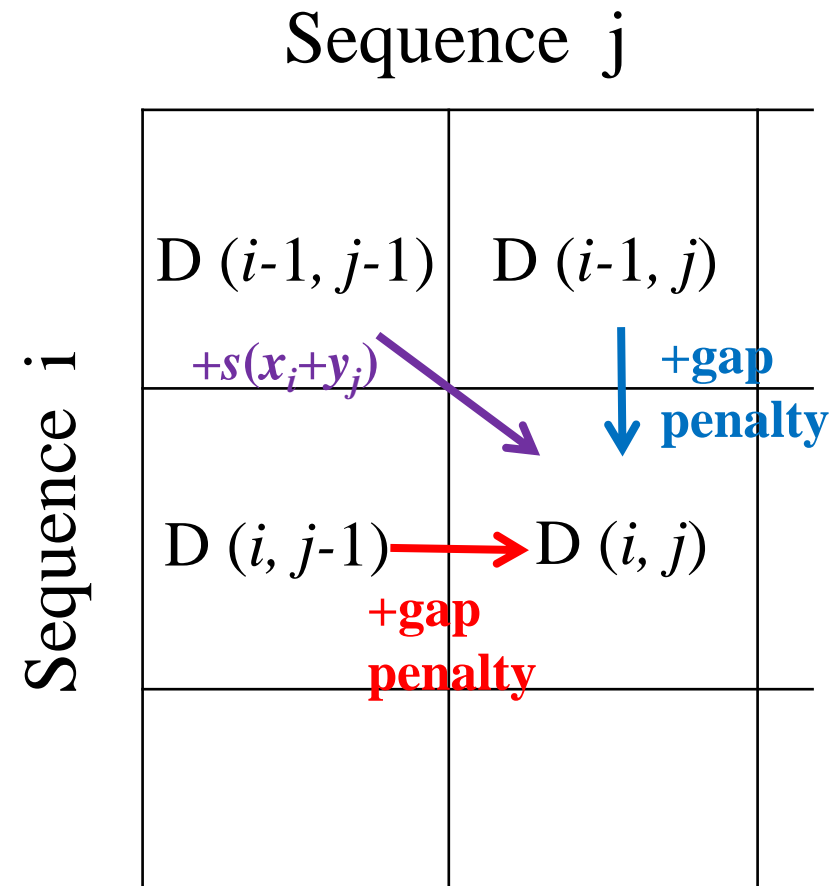 Sequence j
Sequence i
D (i-1, j-1)
D (i-1, j)
+s(xᵢ+yⱼ)
+gap
penalty
D (i, j-1)
D (i, j)
+gap
penalty